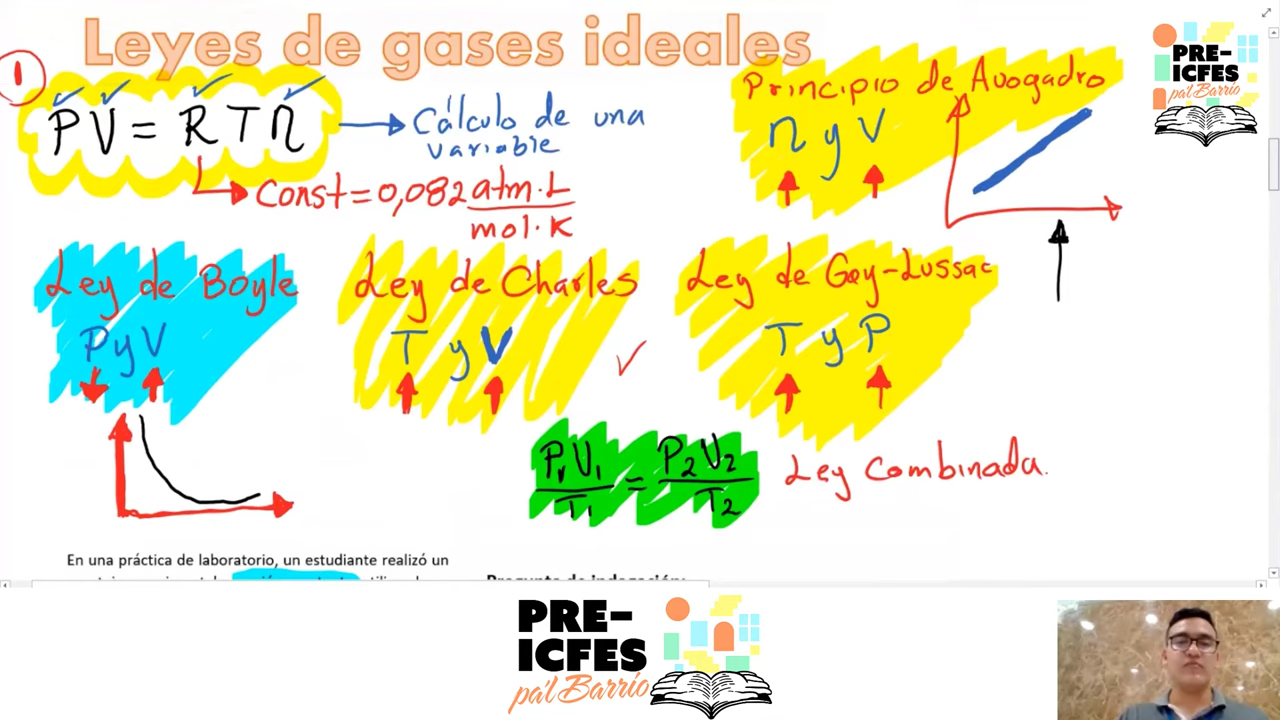 Leyes de gases ideales
1
PV = RTn
Cálculo de una
variable
Const = 0,082 atm·L
mol·K
Principio de Avogadro
n y V
PRE-
ICFES
pa'l Barrio
Ley de Boyle
P y V
Ley de Charles
T y V
Ley de Gay-Lussac
T y P
P1V1 = P2V2
T1 T2
Ley Combinada.
En una práctica de laboratorio, un estudiante realizó un
PRE-
ICFES
pa'l Barrio